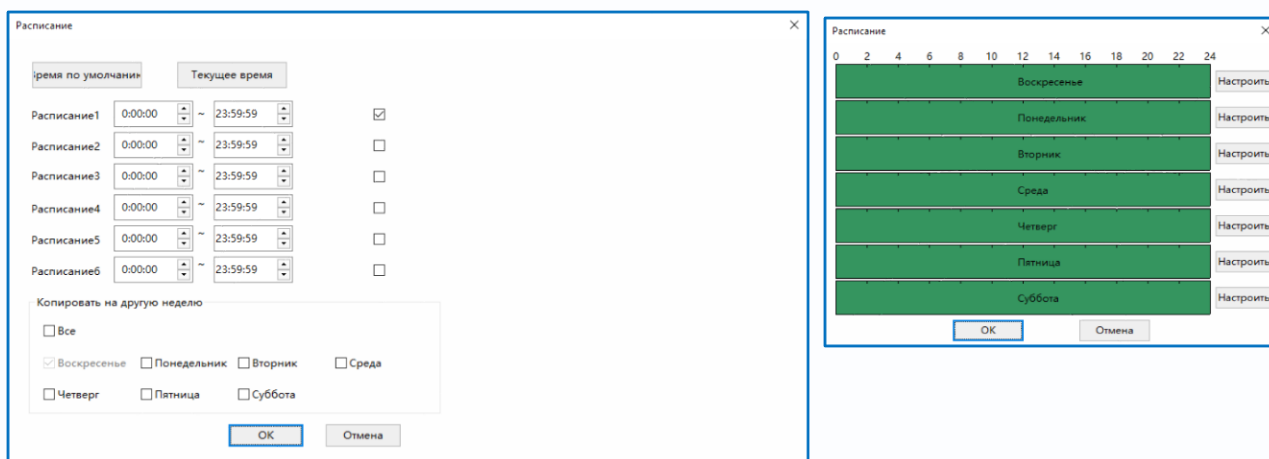 Расписание
Время по умолчанию Текущее время
Расписание1 0:00:00 ~ 23:59:59
Расписание2 0:00:00 ~ 23:59:59
Расписание3 0:00:00 ~ 23:59:59
Расписание4 0:00:00 ~ 23:59:59
Расписание5 0:00:00 ~ 23:59:59
Расписание6 0:00:00 ~ 23:59:59
Копировать на другую неделю
Все
Воскресенье Понедельник Вторник Среда
Четверг Пятница Суббота
OK Отмена
Расписание
0 2 4 6 8 10 12 14 16 18 20 22 24
Воскресенье Настроить
Понедельник Настроить
Вторник Настроить
Среда Настроить
Четверг Настроить
Пятница Настроить
Суббота Настроить
OK Отмена